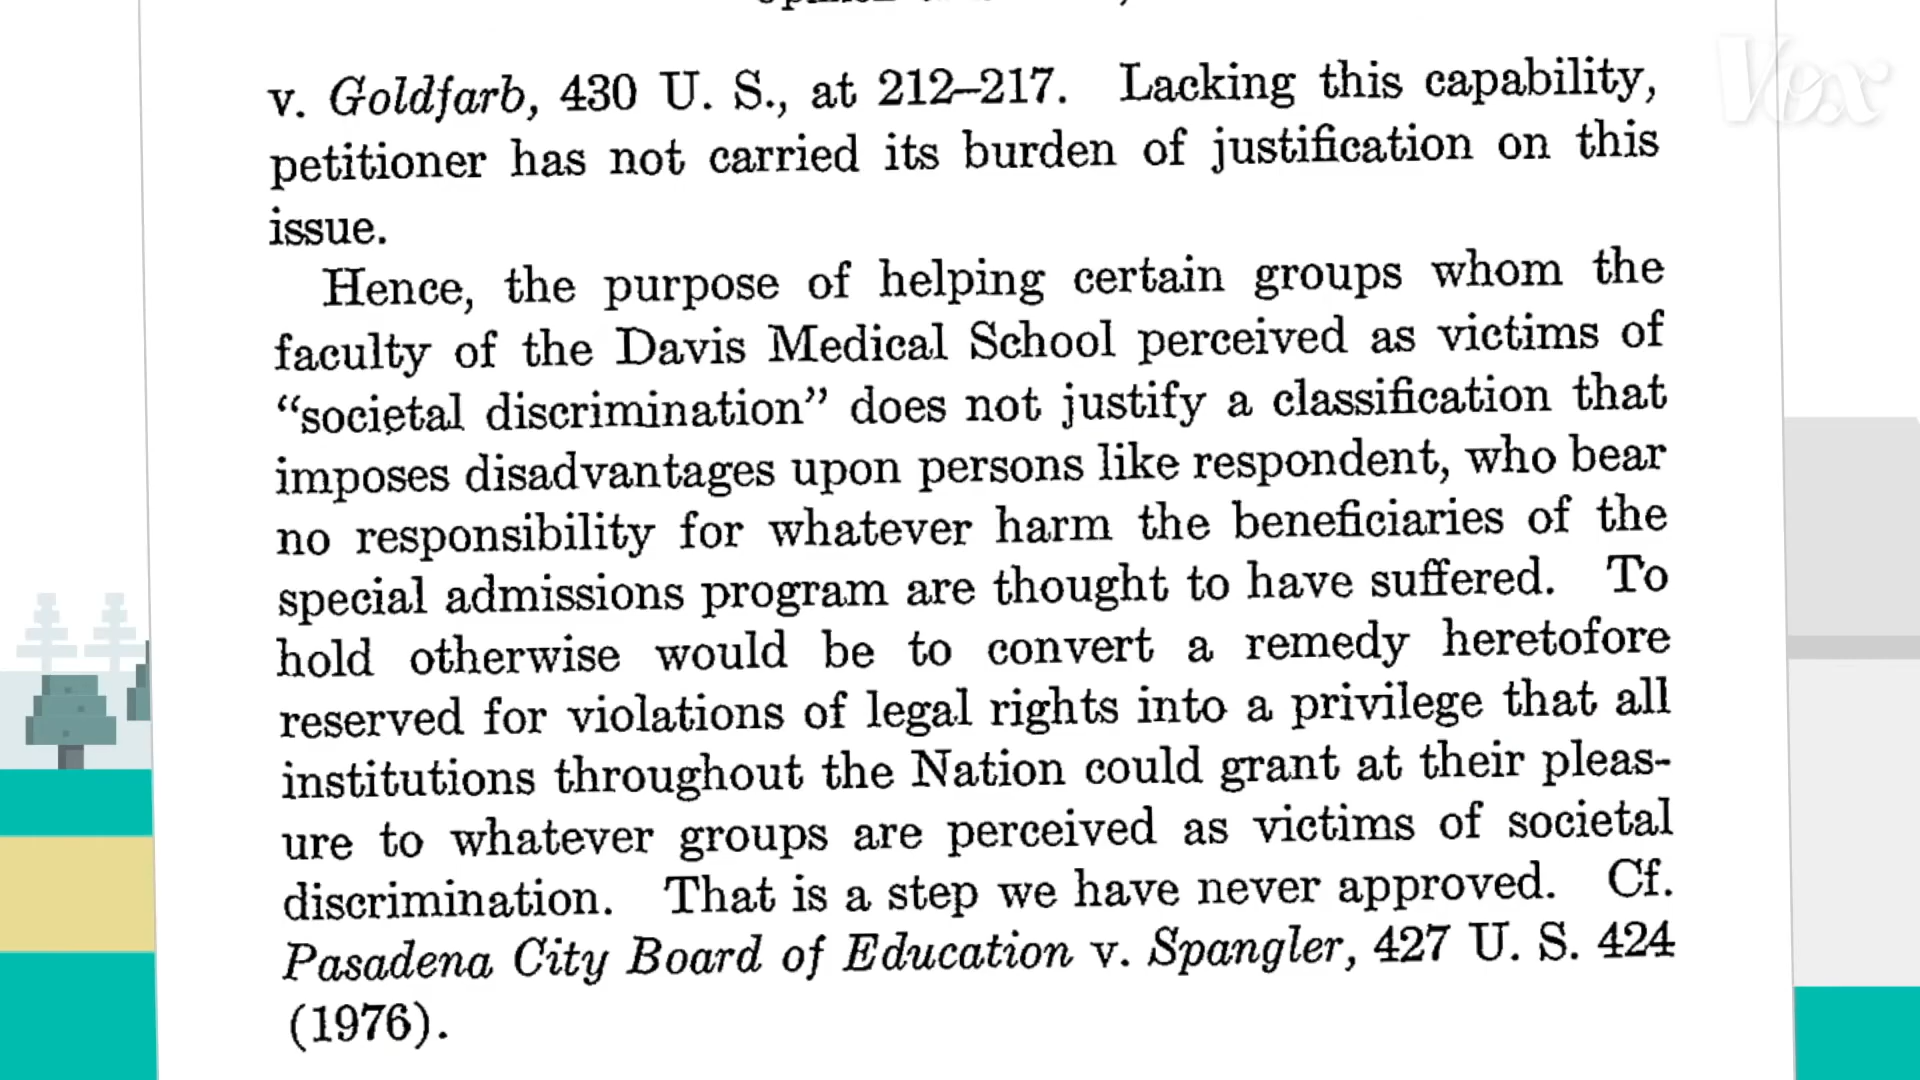 v. Goldfarb, 430 U. S., at 212–217. Lacking this capability,
petitioner has not carried its burden of justification on this
issue.
Hence, the purpose of helping certain groups whom the
faculty of the Davis Medical School perceived as victims of
“societal discrimination” does not justify a classification that
imposes disadvantages upon persons like respondent, who bear
no responsibility for whatever harm the beneficiaries of the
special admissions program are thought to have suffered. To
hold otherwise would be to convert a remedy heretofore
reserved for violations of legal rights into a privilege that all
institutions throughout the Nation could grant at their pleas-
ure to whatever groups are perceived as victims of societal
discrimination. That is a step we have never approved. Cf.
Pasadena City Board of Education v. Spangler, 427 U. S. 424
(1976).
Vox